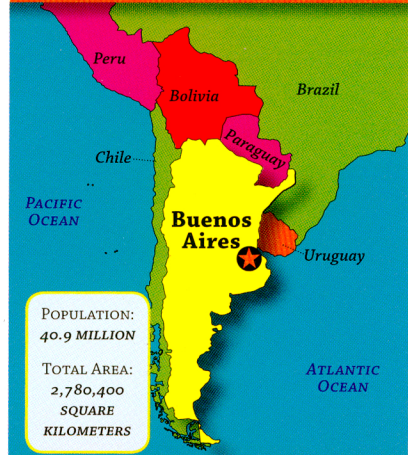 Peru
Bolivia
Brazil
Paraguay
Chile
PACIFIC
OCEAN
Buenos
Aires
Uruguay
POPULATION:
40.9 MILLION
TOTAL AREA:
2,780,400
SQUARE
KILOMETERS
ATLANTIC
OCEAN